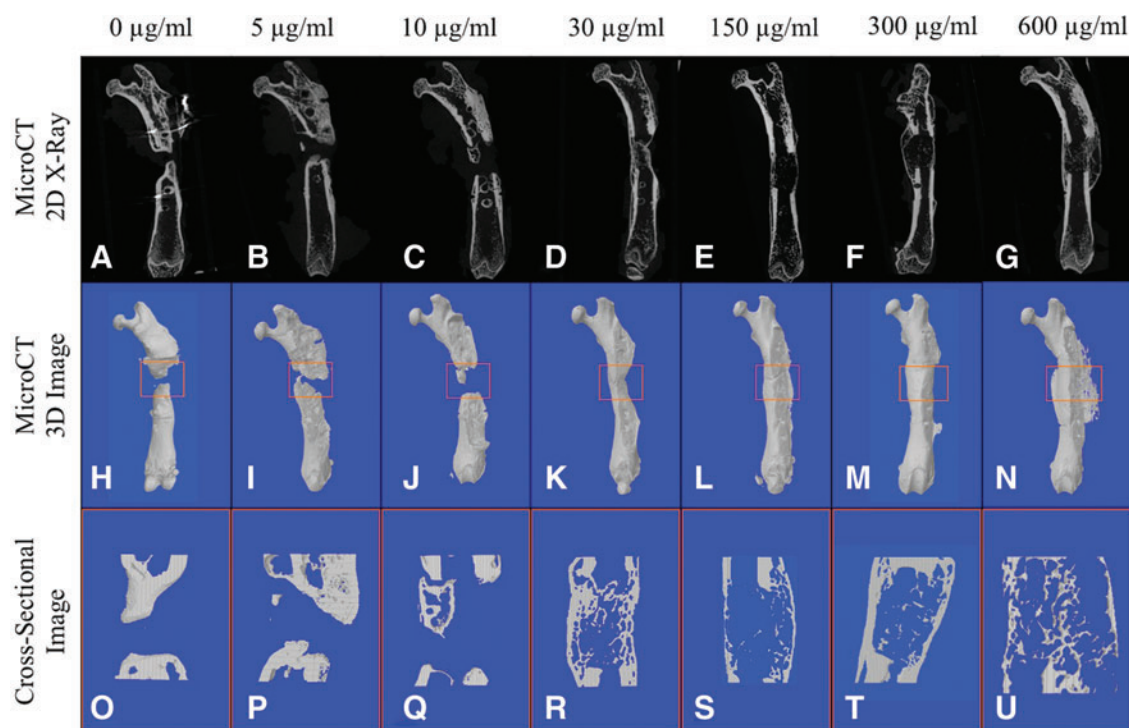 0 µg/ml 5 µg/ml 10 µg/ml 30 µg/ml 150 µg/ml 300 µg/ml 600 µg/ml
MicroCT
2D X-Ray
A B C D E F G
MicroCT
3D Image
H I J K L M N
Cross-Sectional
Image
O P Q R S T U